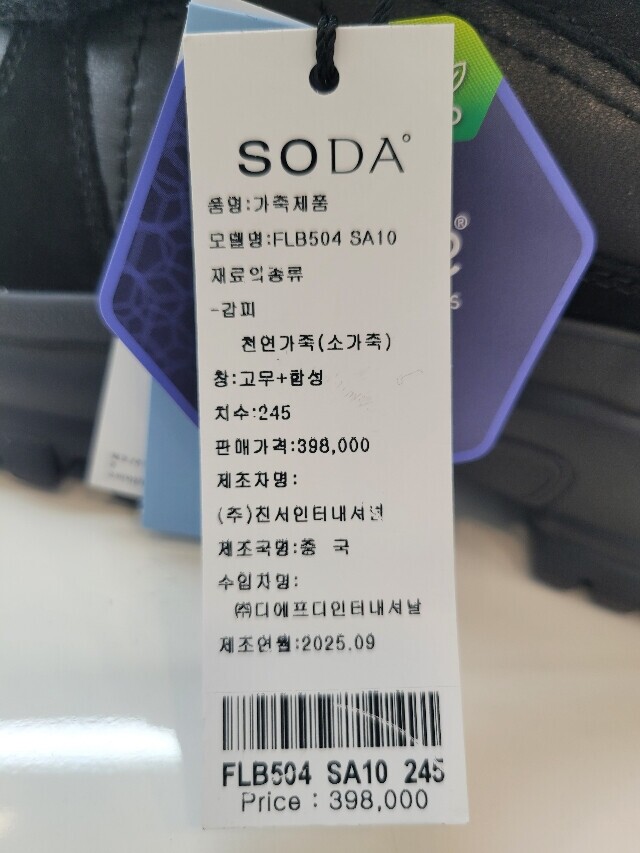 SODA
품명:가죽제품
모델명:FLB504 SA10
재료의종류
-갑피
천연가죽(소가죽)
창:고무+합성
치수:245
판매가격:398,000
제조자명:
(주)진서인터내셔널
제조국명:중 국
수입자명:
㈜디에프디인터내셔날
제조연월:2025.09
FLB504 SA10 245
Price : 398,000